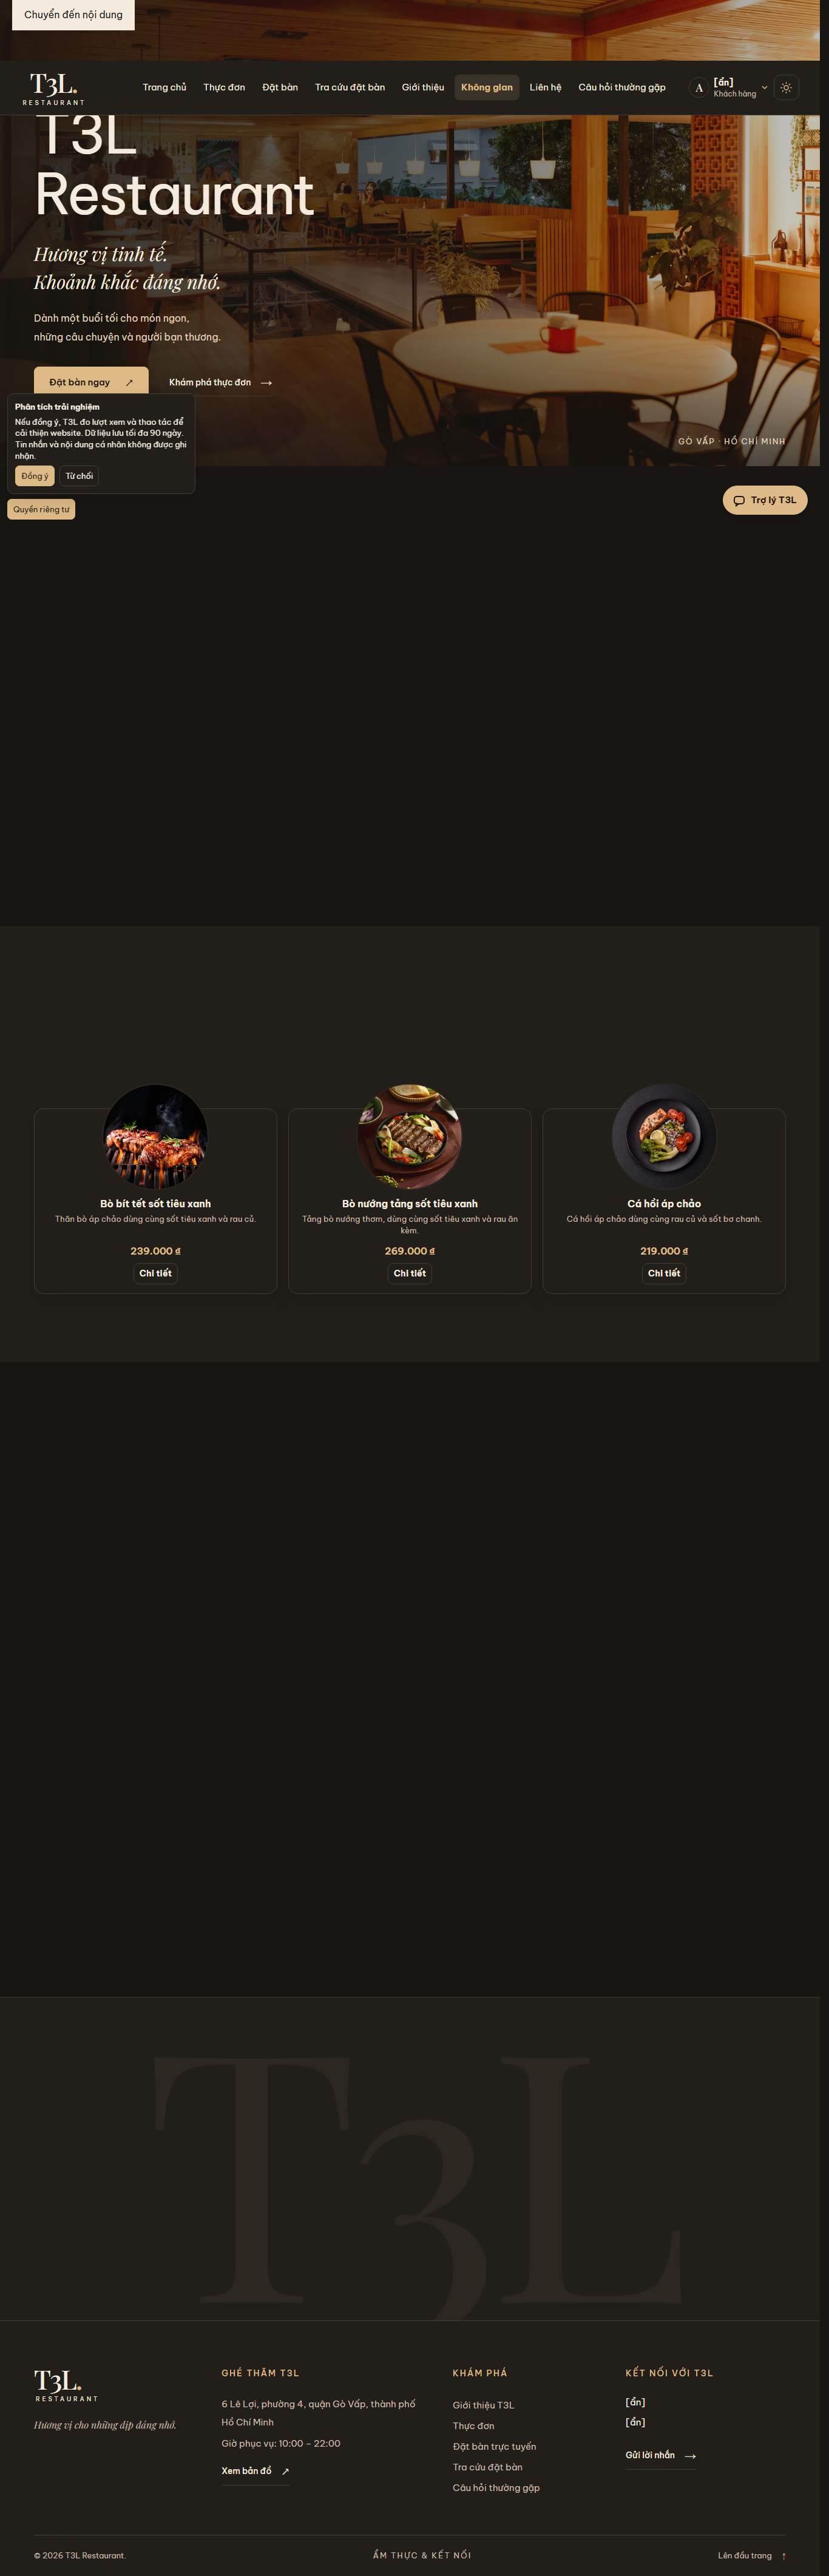 Chuyển đến nội dung
T3L.
RESTAURANT
Trang chủ
Thực đơn
Đặt bàn
Tra cứu đặt bàn
Giới thiệu
Không gian
Liên hệ
Câu hỏi thường gặp
A
[ẩn]
Khách hàng
T3L
Restaurant
Hương vị tinh tế.
Khoảnh khắc đáng nhớ.
Dành một buổi tối cho món ngon,
những câu chuyện và người bạn thương.
Đặt bàn ngay ↗
Khám phá thực đơn →
GÒ VẤP · HỒ CHÍ MINH
Phân tích trải nghiệm
Nếu đồng ý, T3L đo lượt xem và thao tác để
cải thiện website. Dữ liệu lưu tối đa 90 ngày.
Tin nhắn và nội dung cá nhân không được ghi
nhận.
Đồng ý
Từ chối
Quyền riêng tư
Trợ lý T3L
Bò bít tết sốt tiêu xanh
Thăn bò áp chảo dùng cùng sốt tiêu xanh và rau củ.
239.000 ₫
Chi tiết
Bò nướng tảng sốt tiêu xanh
Tảng bò nướng thơm, dùng cùng sốt tiêu xanh và rau ăn
kèm.
269.000 ₫
Chi tiết
Cá hồi áp chảo
Cá hồi áp chảo dùng cùng rau củ và sốt bơ chanh.
219.000 ₫
Chi tiết
T3L
T3L.
RESTAURANT
Hương vị cho những dịp đáng nhớ.
GHÉ THĂM T3L
6 Lê Lợi, phường 4, quận Gò Vấp, thành phố
Hồ Chí Minh
Giờ phục vụ: 10:00 – 22:00
Xem bản đồ ↗
KHÁM PHÁ
Giới thiệu T3L
Thực đơn
Đặt bàn trực tuyến
Tra cứu đặt bàn
Câu hỏi thường gặp
KẾT NỐI VỚI T3L
[ẩn]
[ẩn]
Gửi lời nhắn →
© 2026 T3L Restaurant.
ẨM THỰC & KẾT NỐI
Lên đầu trang ↑